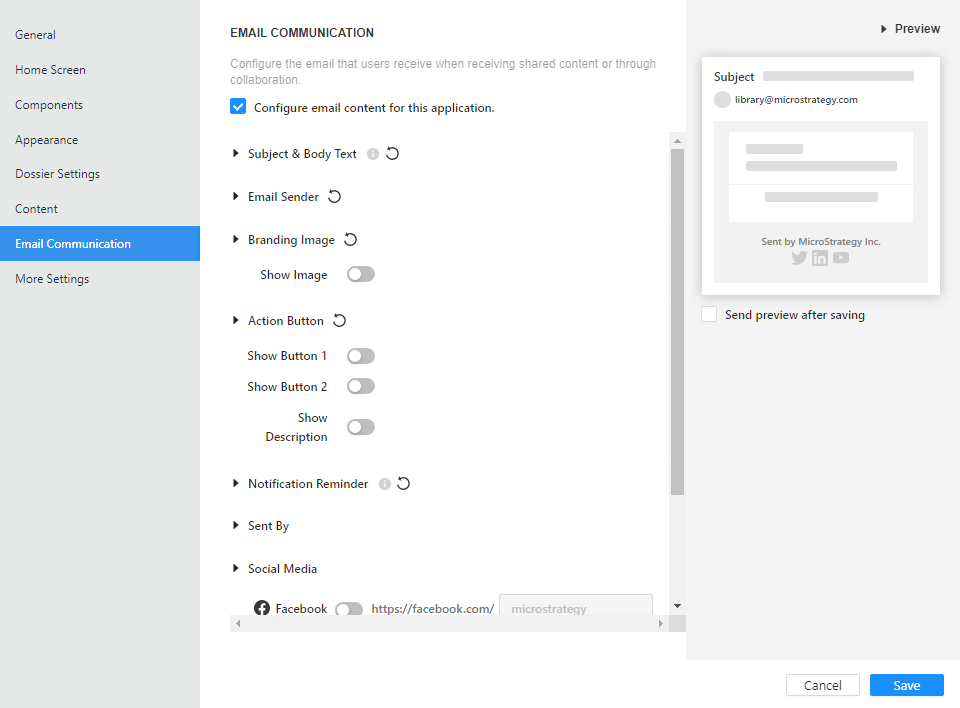 General
Home Screen
Components
Appearance
Dossier Settings
Content
Email Communication
More Settings
EMAIL COMMUNICATION
Configure the email that users receive when receiving shared content or through
collaboration.
Configure email content for this application.
Subject & Body Text
Email Sender
Branding Image
Show Image
Action Button
Show Button 1
Show Button 2
Show
Description
Notification Reminder
Sent By
Social Media
Facebook https://facebook.com/ microstrategy
Preview
Subject
library@microstrategy.com
Sent by MicroStrategy Inc.
Send preview after saving
Cancel Save